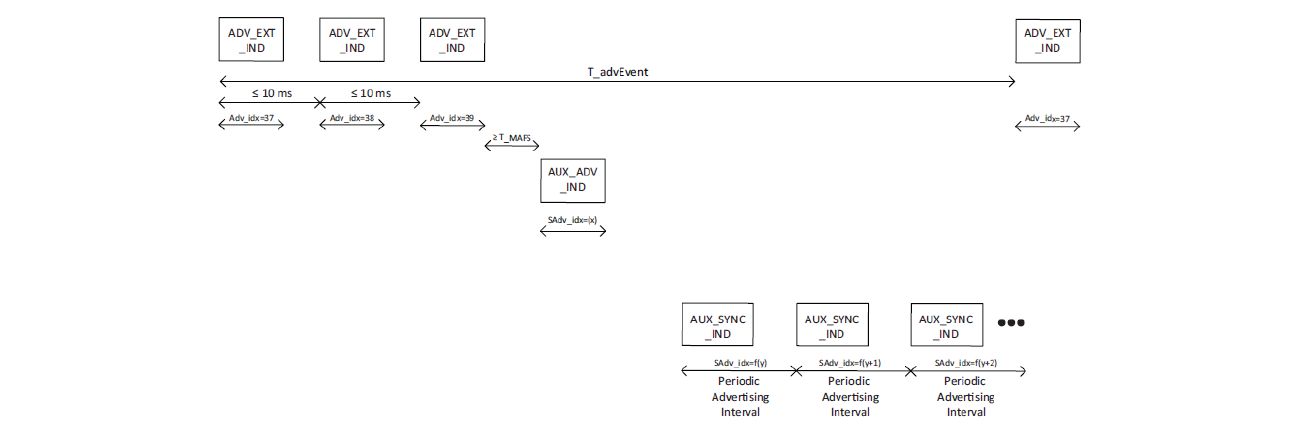 ADV_EXT
_IND
ADV_EXT
_IND
ADV_EXT
_IND
ADV_EXT
_IND
T_advEvent
≤ 10 ms
≤ 10 ms
Adv_idx=37
Adv_idx=38
Adv_idx=39
Adv_idx=37
≥ T_MAFS
AUX_ADV
_IND
SAdv_idx=(x)
AUX_SYNC
_IND
AUX_SYNC
_IND
AUX_SYNC
_IND
SAdv_idx=f(y)
SAdv_idx=f(y+1)
SAdv_idx=f(y+2)
Periodic
Advertising
Interval
Periodic
Advertising
Interval
Periodic
Advertising
Interval